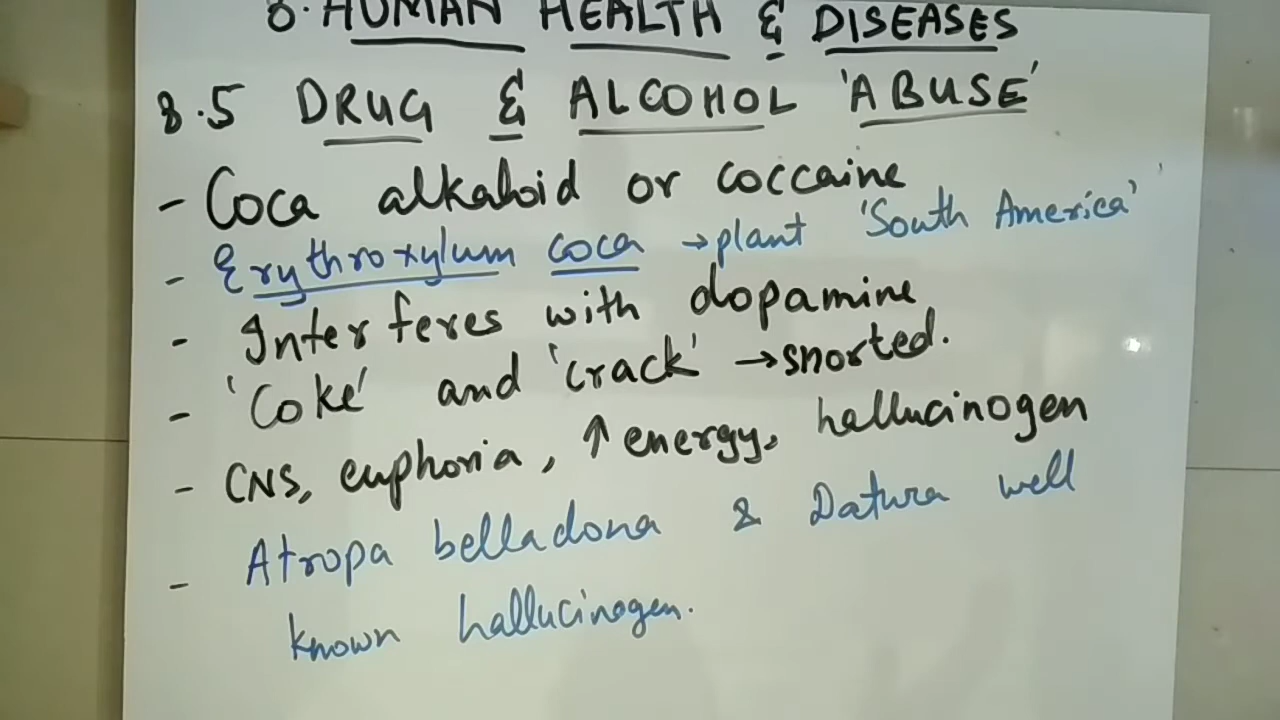 8. HUMAN HEALTH & DISEASES
8.5 DRUG & ALCOHOL 'ABUSE'
- Coca alkaloid or coccaine
- Erythroxylum coca → plant 'South America'
- Interferes with dopamine
- 'Coke' and 'crack' → snorted.
- CNS, euphoria, ↑ energy, hallucinogen
- Atropa belladona & Datura well
known hallucinogen.